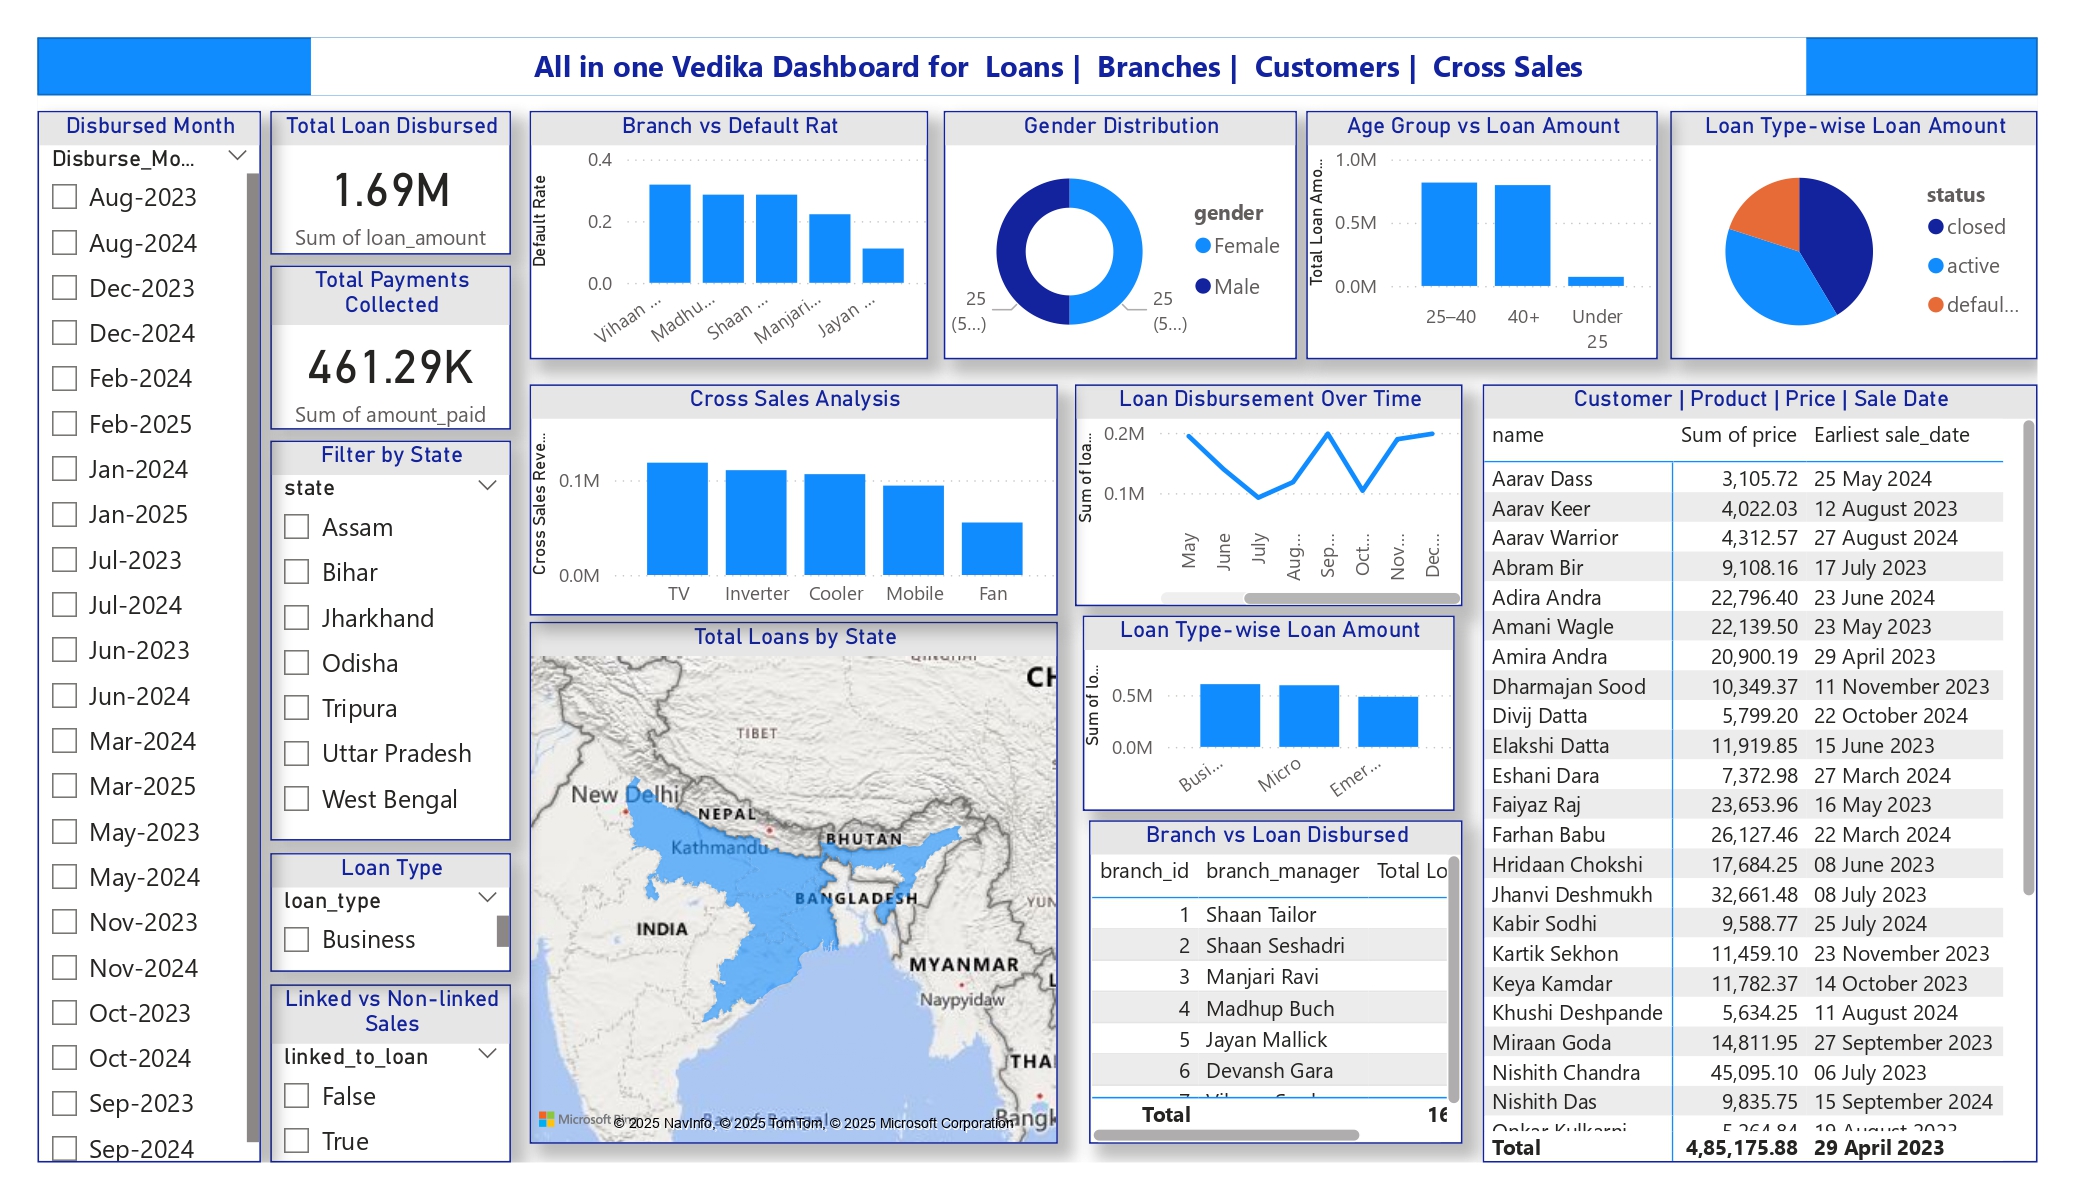 All in one Vedika Dashboard for Loans | Branches | Customers | Cross Sales
Disbursed Month
Disburse_Mo...
Aug-2023
Aug-2024
Dec-2023
Dec-2024
Feb-2024
Feb-2025
Jan-2024
Jan-2025
Jul-2023
Jul-2024
Jun-2023
Jun-2024
Mar-2024
Mar-2025
May-2023
May-2024
Nov-2023
Nov-2024
Oct-2023
Oct-2024
Sep-2023
Sep-2024
Total Loan Disbursed
1.69M
Sum of loan_amount
Total Payments
Collected
461.29K
Sum of amount_paid
Filter by State
state
Assam
Bihar
Jharkhand
Odisha
Tripura
Uttar Pradesh
West Bengal
Loan Type
loan_type
Business
Linked vs Non-linked
Sales
linked_to_loan
False
True
Branch vs Default Rat
Default Rate
0.4
0.2
0.0
Vihaan ...
Madhu...
Shaan ...
Manjari...
Jayan ...
Gender Distribution
25
(5...)
25
(5...)
gender
Female
Male
Age Group vs Loan Amount
Total Loan Amo...
1.0M
0.5M
0.0M
25–40
40+
Under
25
Loan Type-wise Loan Amount
status
closed
active
defaul...
Cross Sales Analysis
Cross Sales Reve...
0.1M
0.0M
TV
Inverter
Cooler
Mobile
Fan
Loan Disbursement Over Time
Sum of loa...
0.2M
0.1M
May
June
July
Aug...
Sep...
Oct...
Nov...
Dec...
Total Loans by State
CH
TIBET
New Delhi
NEPAL
Kathmandu
BHUTAN
BANGLADESH
YUN
INDIA
MYANMAR
Naypyidaw
THA
Bay of Bengal
Bangk
Microsoft Bing
© 2025 NavInfo, © 2025 TomTom, © 2025 Microsoft Corporation
Loan Type-wise Loan Amount
Sum of lo...
0.5M
0.0M
Busi...
Micro
Emer...
Branch vs Loan Disbursed
branch_id branch_manager Total Lo
1 Shaan Tailor
2 Shaan Seshadri
3 Manjari Ravi
4 Madhup Buch
5 Jayan Mallick
6 Devansh Gara
Total 16
Customer | Product | Price | Sale Date
name Sum of price Earliest sale_date
Aarav Dass 3,105.72 25 May 2024
Aarav Keer 4,022.03 12 August 2023
Aarav Warrior 4,312.57 27 August 2024
Abram Bir 9,108.16 17 July 2023
Adira Andra 22,796.40 23 June 2024
Amani Wagle 22,139.50 23 May 2023
Amira Andra 20,900.19 29 April 2023
Dharmajan Sood 10,349.37 11 November 2023
Divij Datta 5,799.20 22 October 2024
Elakshi Datta 11,919.85 15 June 2023
Eshani Dara 7,372.98 27 March 2024
Faiyaz Raj 23,653.96 16 May 2023
Farhan Babu 26,127.46 22 March 2024
Hridaan Chokshi 17,684.25 08 June 2023
Jhanvi Deshmukh 32,661.48 08 July 2023
Kabir Sodhi 9,588.77 25 July 2024
Kartik Sekhon 11,459.10 23 November 2023
Keya Kamdar 11,782.37 14 October 2023
Khushi Deshpande 5,634.25 11 August 2024
Miraan Goda 14,811.95 27 September 2023
Nishith Chandra 45,095.10 06 July 2023
Nishith Das 9,835.75 15 September 2024
Total 4,85,175.88 29 April 2023